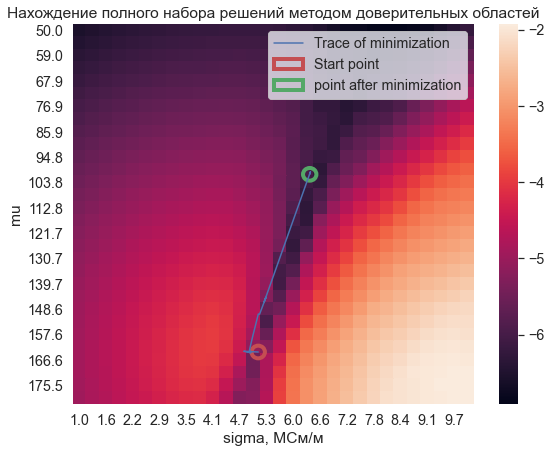 Нахождение полного набора решений методом доверительных областей
Trace of minimization
Start point
point after minimization
mu
50.0
59.0
67.9
76.9
85.9
94.8
103.8
112.8
121.7
130.7
139.7
148.6
157.6
166.6
175.5
1.0 1.6 2.2 2.9 3.5 4.1 4.7 5.3 6.0 6.6 7.2 7.8 8.4 9.1 9.7
sigma, МСм/м
−2
−3
−4
−5
−6